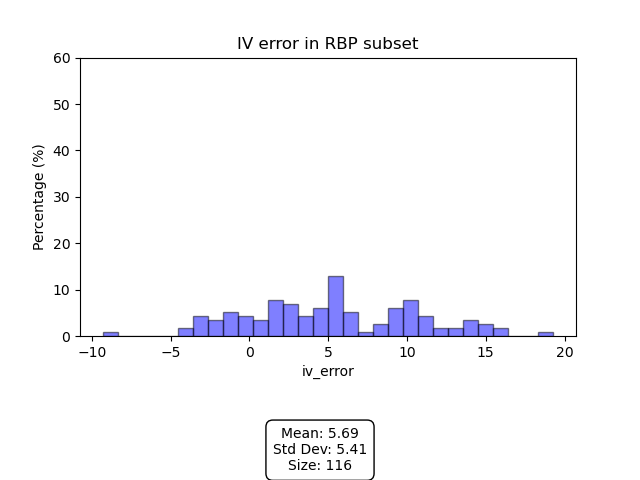 IV error in RBP subset
60
50
40
30
20
10
0
Percentage (%)
−10
−5
0
5
10
15
20
iv_error
Mean: 5.69
Std Dev: 5.41
Size: 116